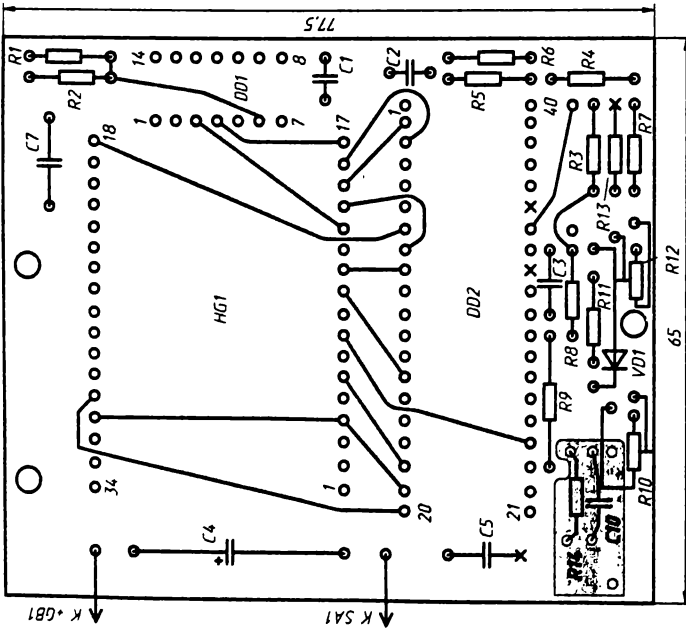 77,5
R1
14
8
C1
C2
R6
R4
R2
DD1
R5
40
1
7
17
1
C7
18
R3
R7
R13
HG1
DD2
C3
R12
R11
65
R8
VD1
R9
34
1
20
21
R10
C4
+
C5
R14
C10
К +GB1
К SA1